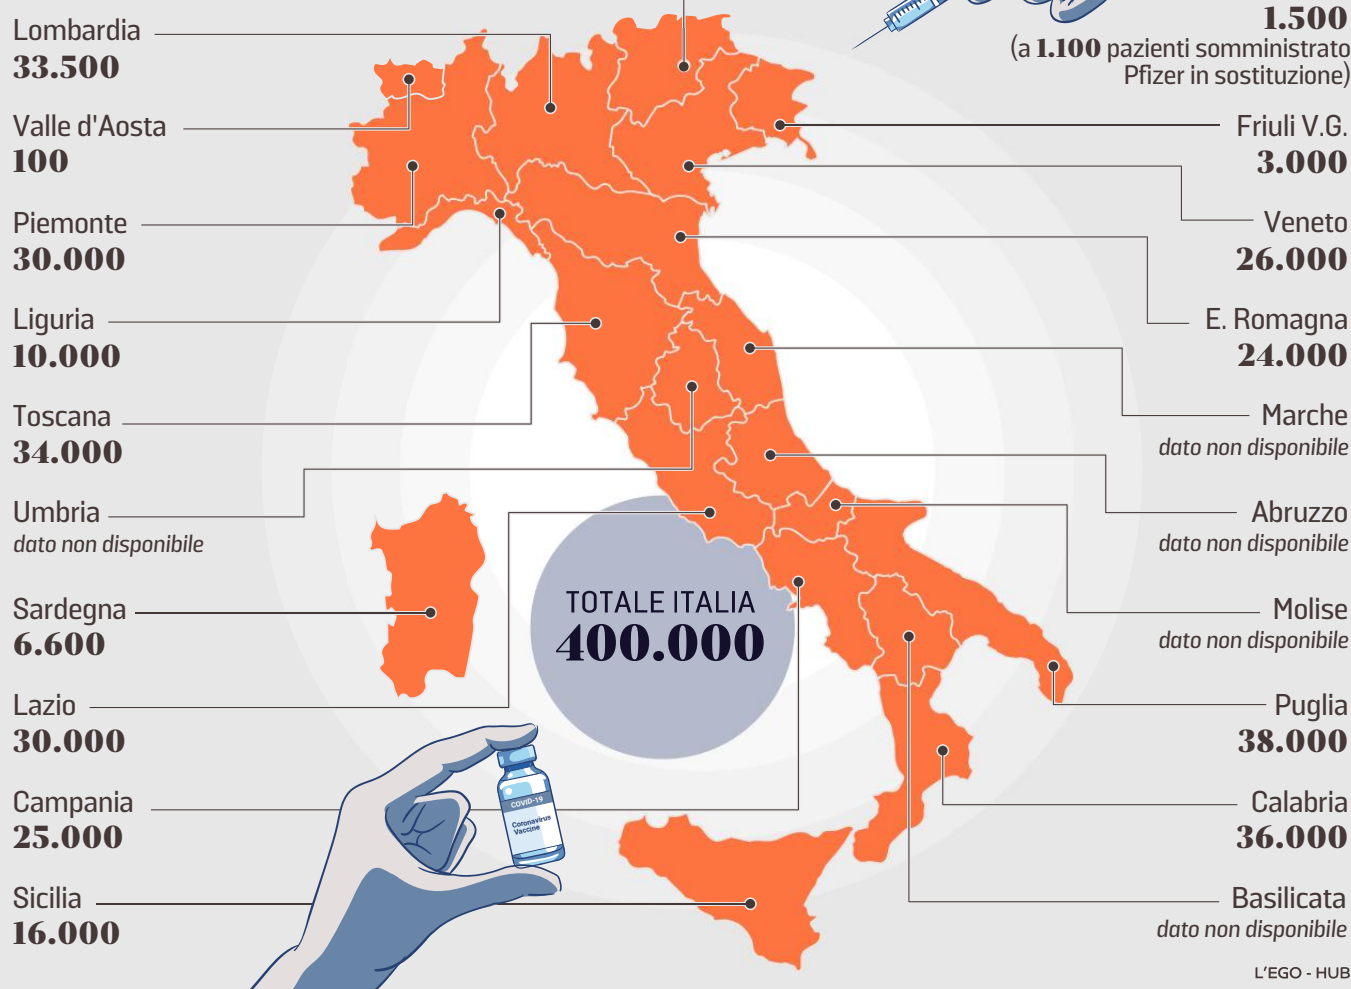 Lombardia
33.500
Valle d'Aosta
100
Piemonte
30.000
Liguria
10.000
Toscana
34.000
Umbria
dato non disponibile
Sardegna
6.600
Lazio
30.000
Campania
25.000
Sicilia
16.000
TOTALE ITALIA
400.000
COVID-19
Coronavirus
Vaccine
1.500
(a 1.100 pazienti somministrato
Pfizer in sostituzione)
Friuli V.G.
3.000
Veneto
26.000
E. Romagna
24.000
Marche
dato non disponibile
Abruzzo
dato non disponibile
Molise
dato non disponibile
Puglia
38.000
Calabria
36.000
Basilicata
dato non disponibile
L'EGO - HUB